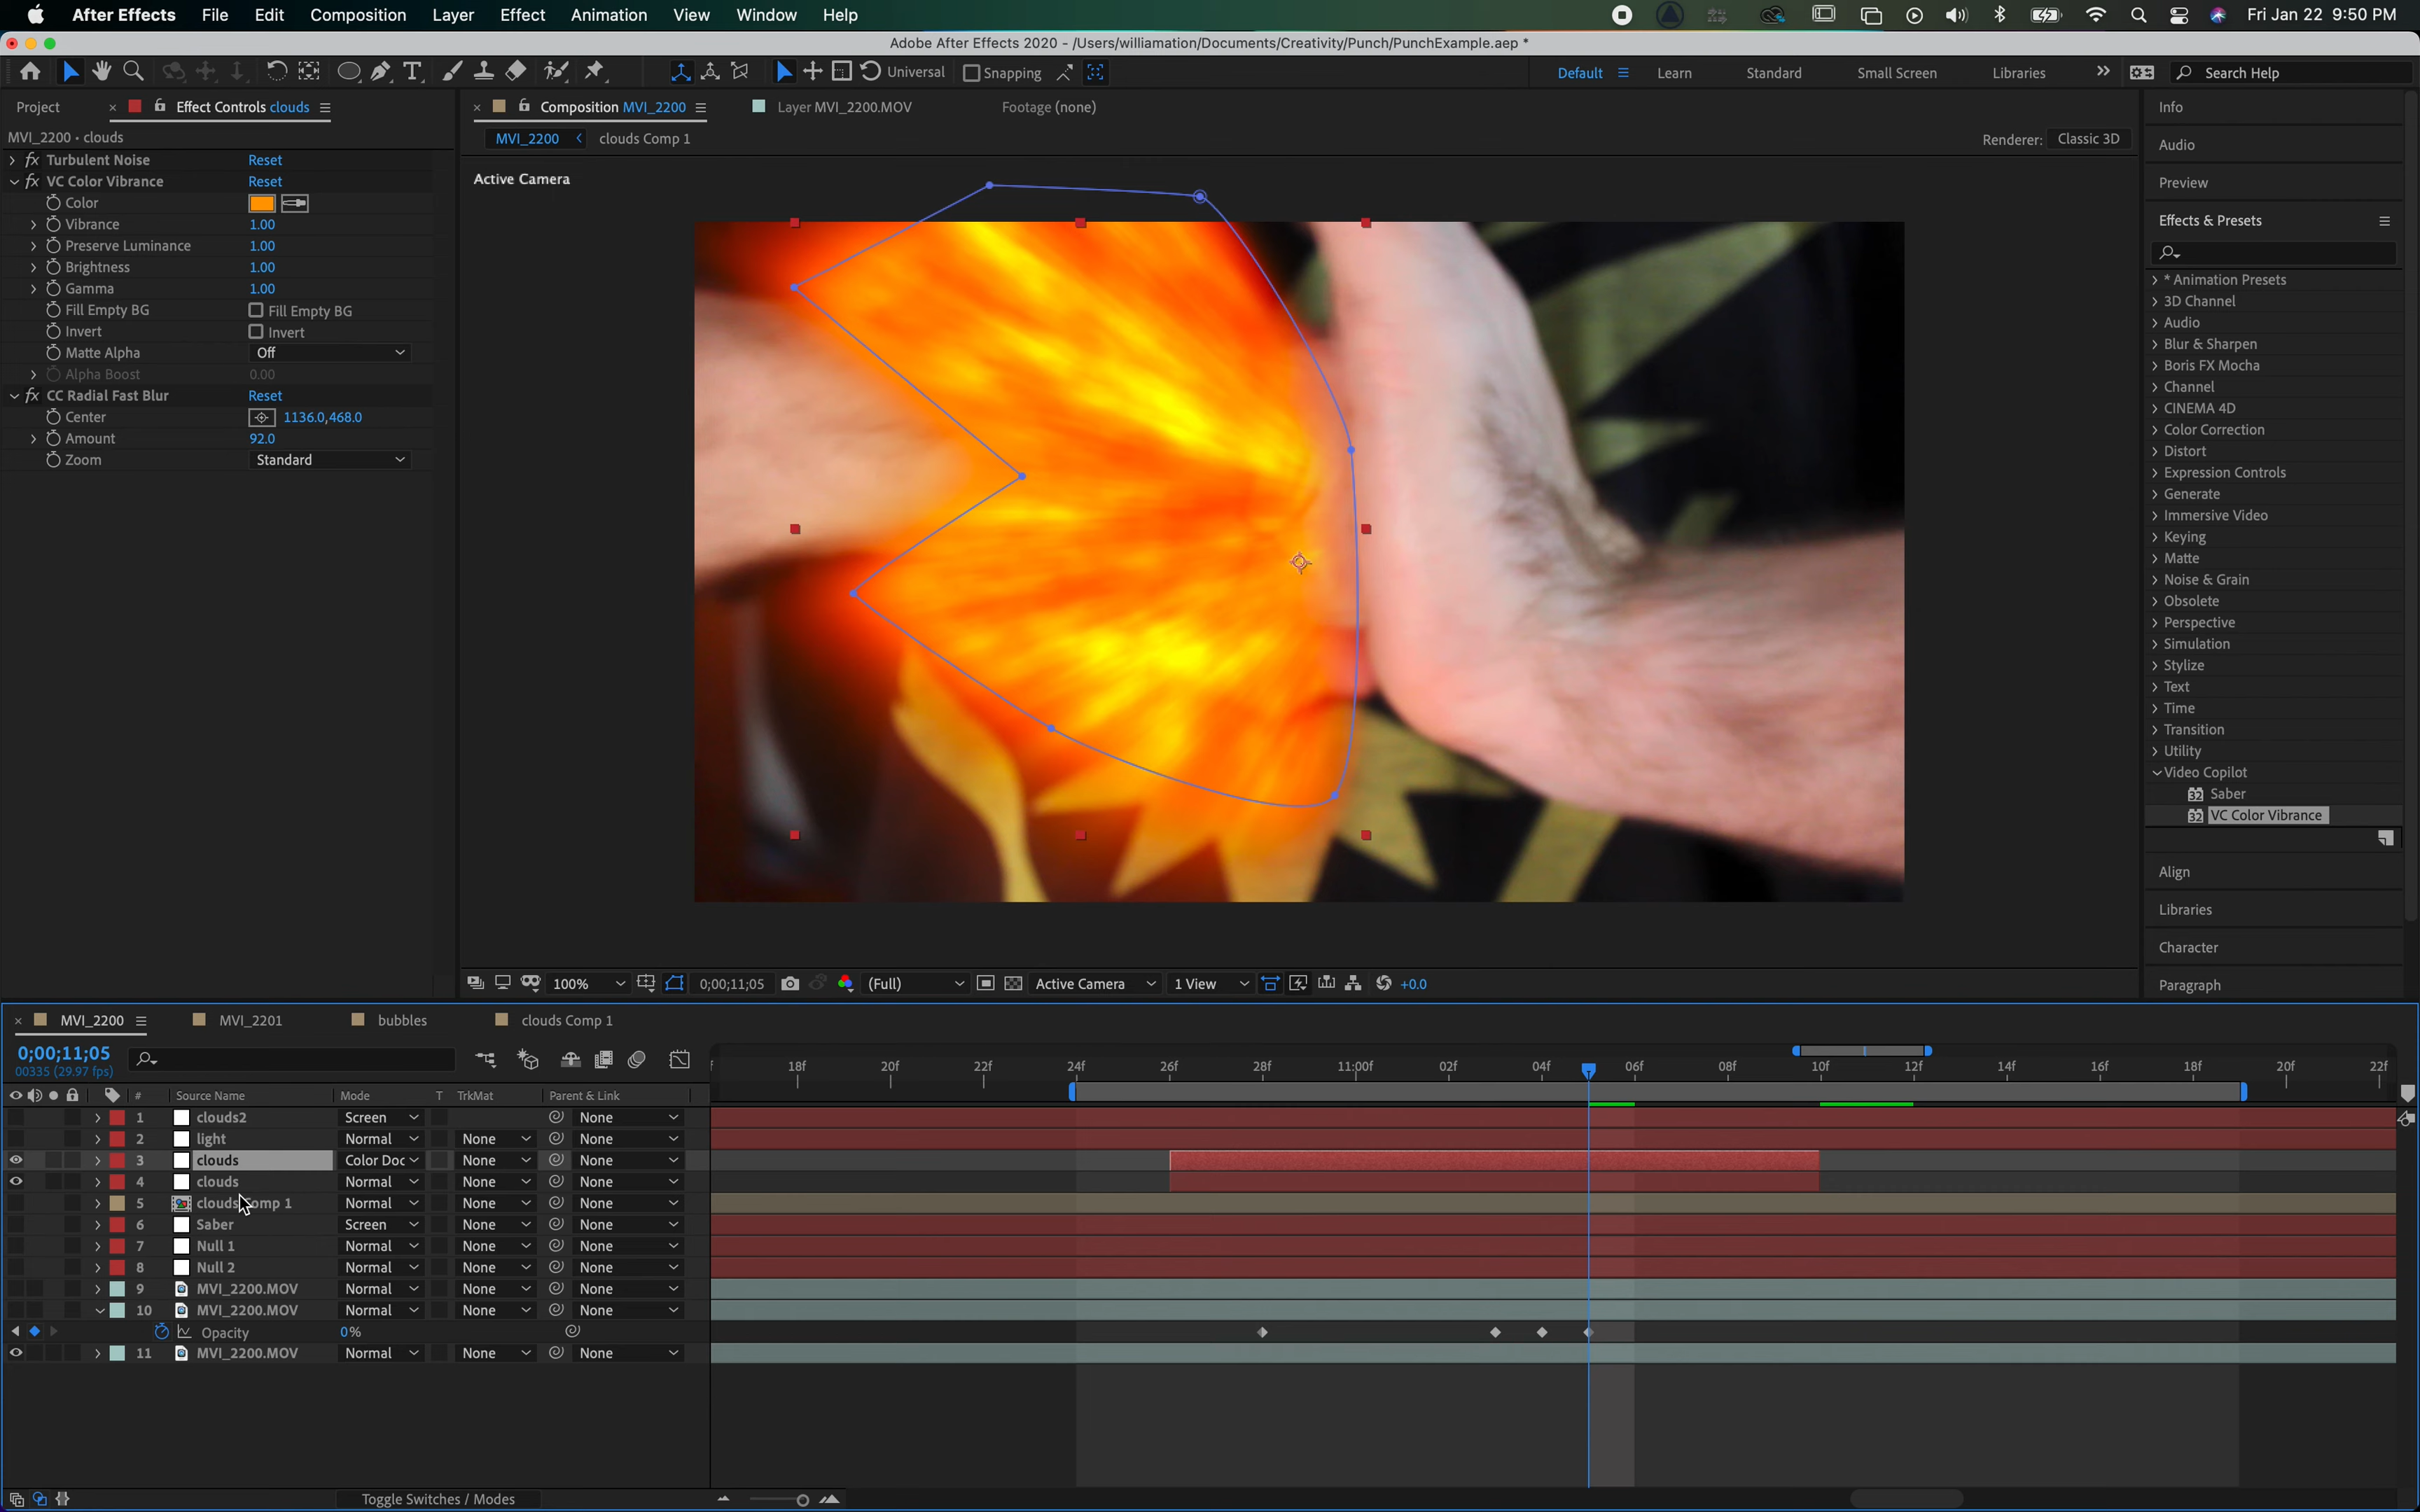 After Effects File Edit Composition Layer Effect Animation View Window Help Fri Jan 22 9:50 PM
Adobe After Effects 2020 - /Users/williamation/Documents/Creativity/Punch/PunchExample.aep *
Universal Snapping Default Learn Standard Small Screen Libraries Search Help
Project Effect Controls clouds
MVI_2200 • clouds
fx Turbulent Noise Reset
fx VC Color Vibrance Reset
Color
Vibrance 1.00
Preserve Luminance 1.00
Brightness 1.00
Gamma 1.00
Fill Empty BG Fill Empty BG
Invert Invert
Matte Alpha Off
Alpha Boost 0.00
fx CC Radial Fast Blur Reset
Center 1136.0,468.0
Amount 92.0
Zoom Standard
Composition MVI_2200 Layer MVI_2200.MOV Footage (none)
MVI_2200 clouds Comp 1 Renderer: Classic 3D
Active Camera
100% 0;00;11;05 (Full) Active Camera 1 View +0.0
Info
Audio
Preview
Effects & Presets
* Animation Presets
3D Channel
Audio
Blur & Sharpen
Boris FX Mocha
Channel
CINEMA 4D
Color Correction
Distort
Expression Controls
Generate
Immersive Video
Keying
Matte
Noise & Grain
Obsolete
Perspective
Simulation
Stylize
Text
Time
Transition
Utility
Video Copilot
32 Saber
32 VC Color Vibrance
Align
Libraries
Character
Paragraph
MVI_2200 MVI_2201 bubbles clouds Comp 1
0;00;11;05
00335 (29.97 fps)
f 18f 20f 22f 24f 26f 28f 11:00f 02f 04f 06f 08f 10f 12f 14f 16f 18f 20f 22f
# Source Name Mode T TrkMat Parent & Link
1 clouds2 Screen None
2 light Normal None None
3 clouds Color Doc None None
4 clouds Normal None None
5 clouds Comp 1 Normal None None
6 Saber Screen None None
7 Null 1 Normal None None
8 Null 2 Normal None None
9 MVI_2200.MOV Normal None None
10 MVI_2200.MOV Normal None None
Opacity 0%
11 MVI_2200.MOV Normal None None
Toggle Switches / Modes